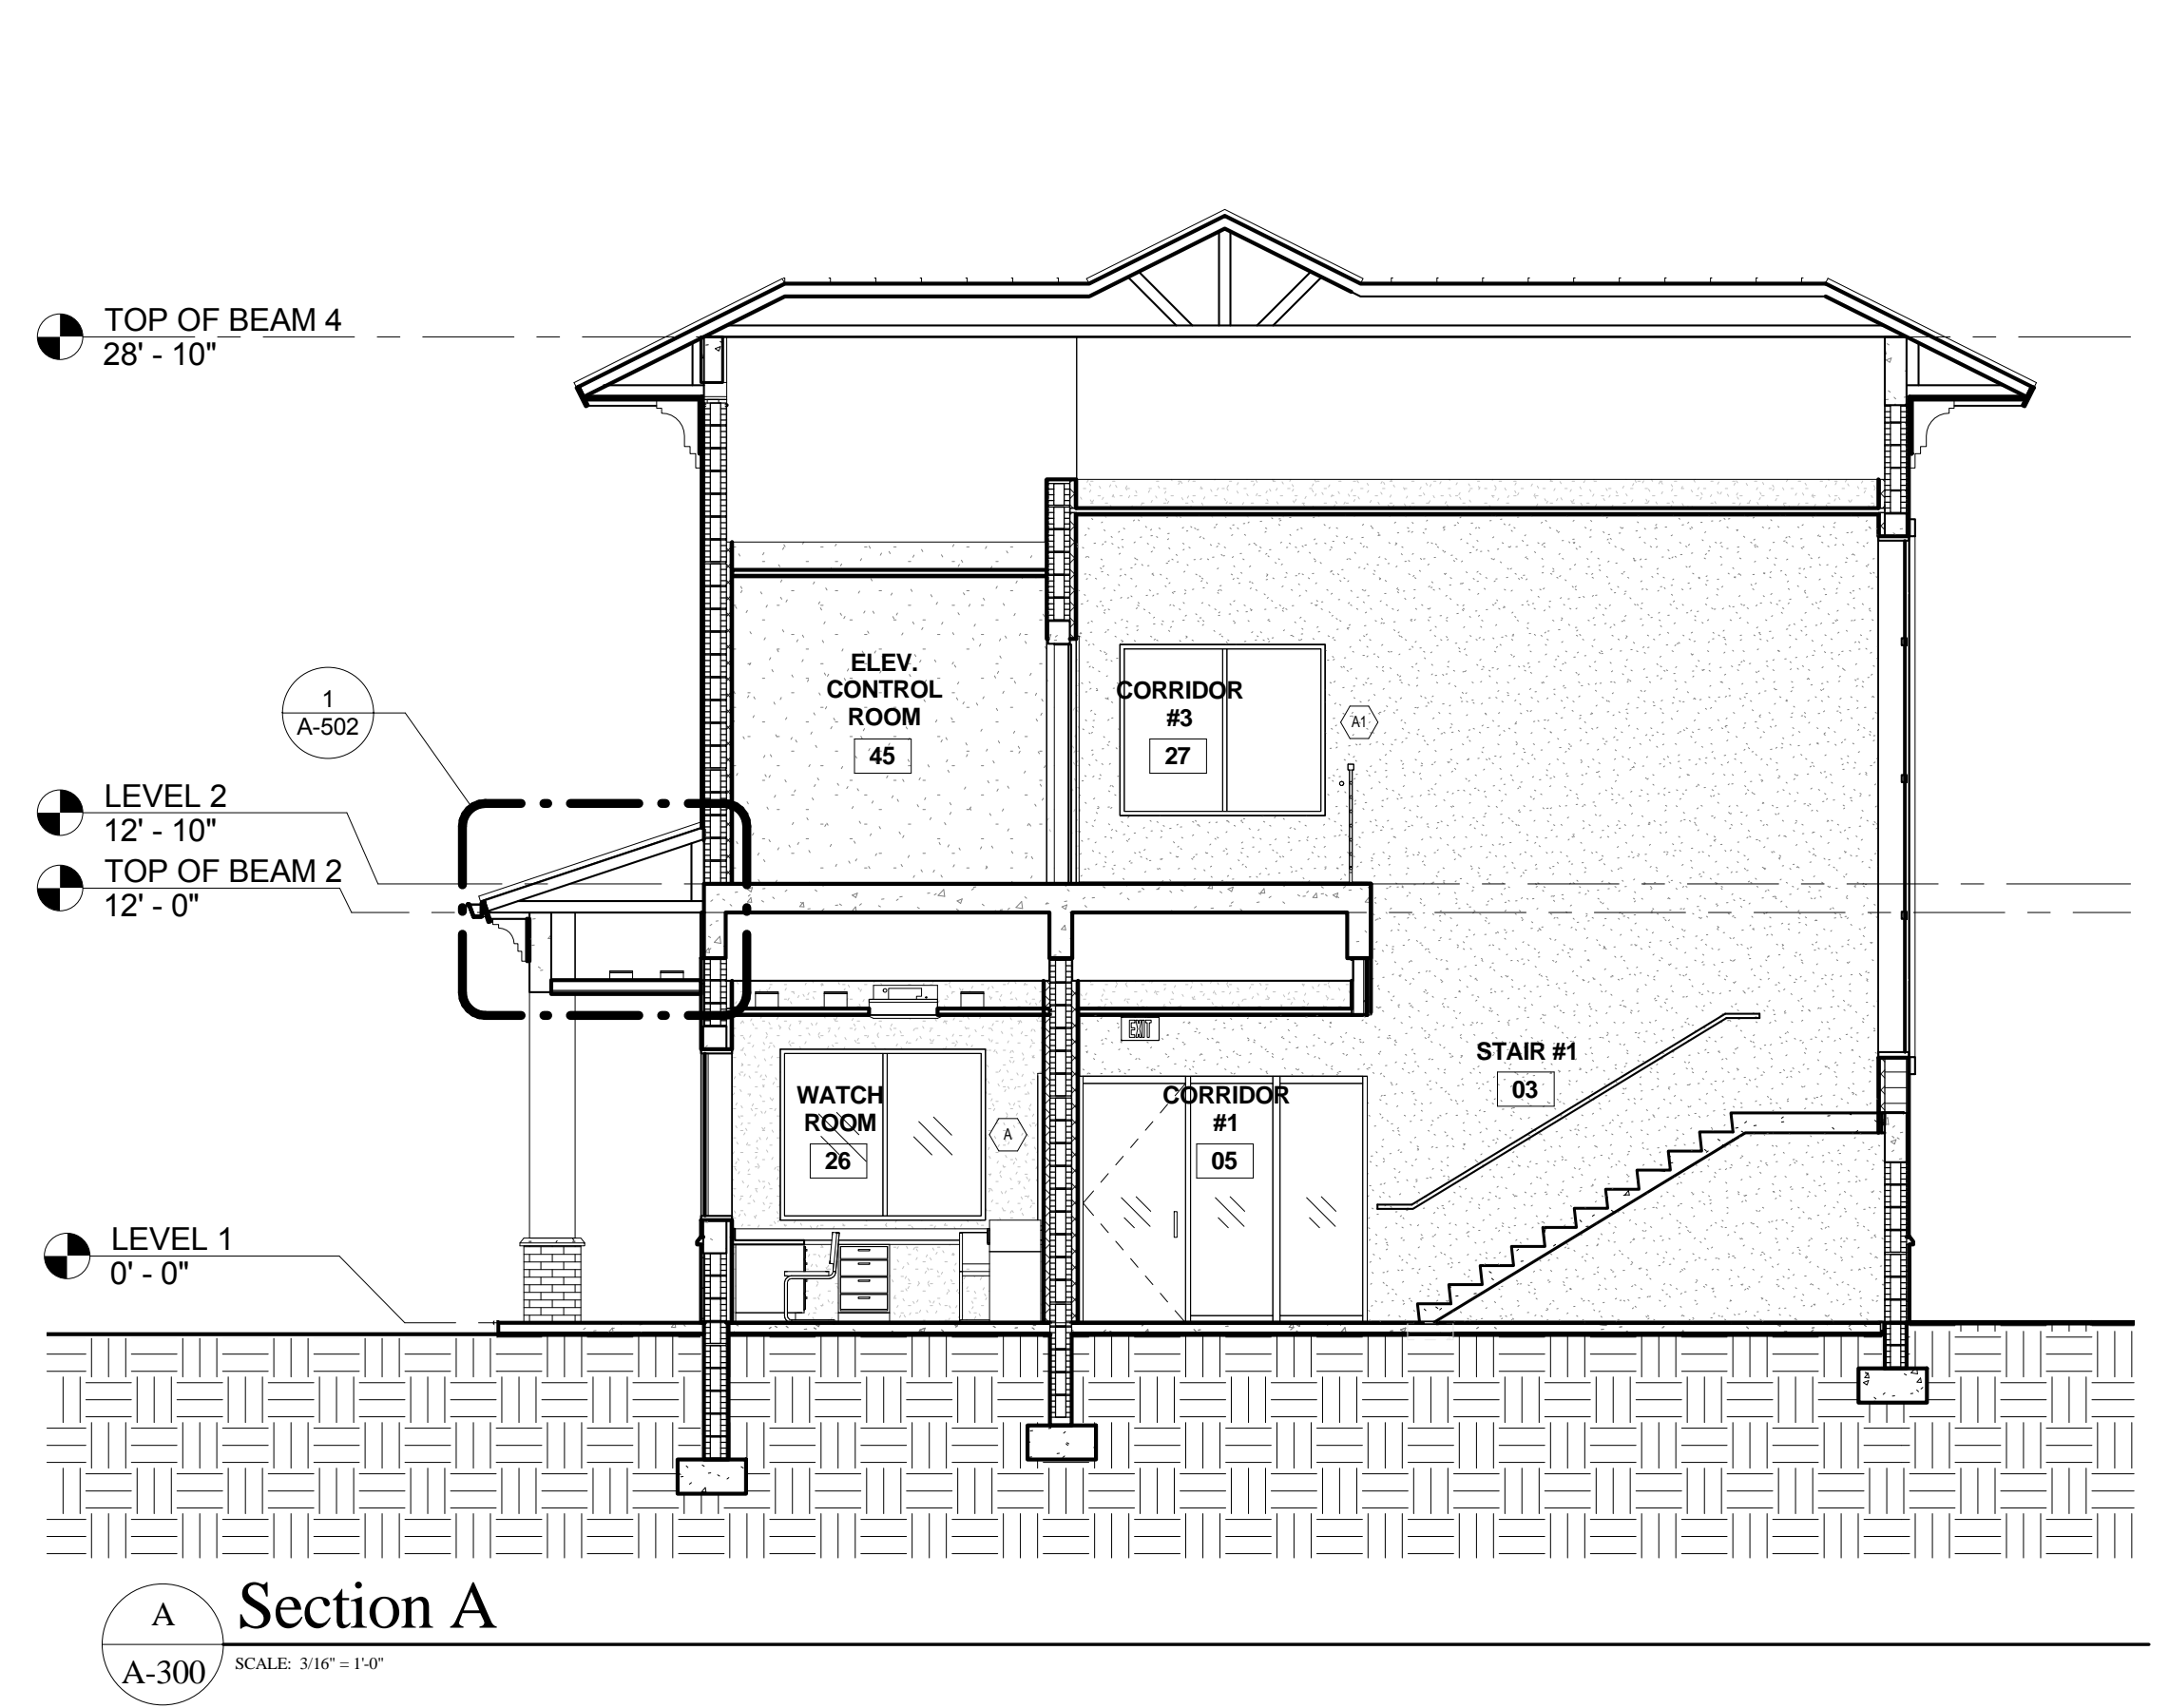 TOP OF BEAM 4
28' - 10"
ELEV.
CONTROL
ROOM
45
CORRIDOR
#3
27
A1
1
A-502
LEVEL 2
12' - 10"
TOP OF BEAM 2
12' - 0"
EXIT
STAIR #1
03
WATCH
ROOM
26
A
CORRIDOR
#1
05
LEVEL 1
0' - 0"
A
A-300
Section A
SCALE: 3/16" = 1'-0"